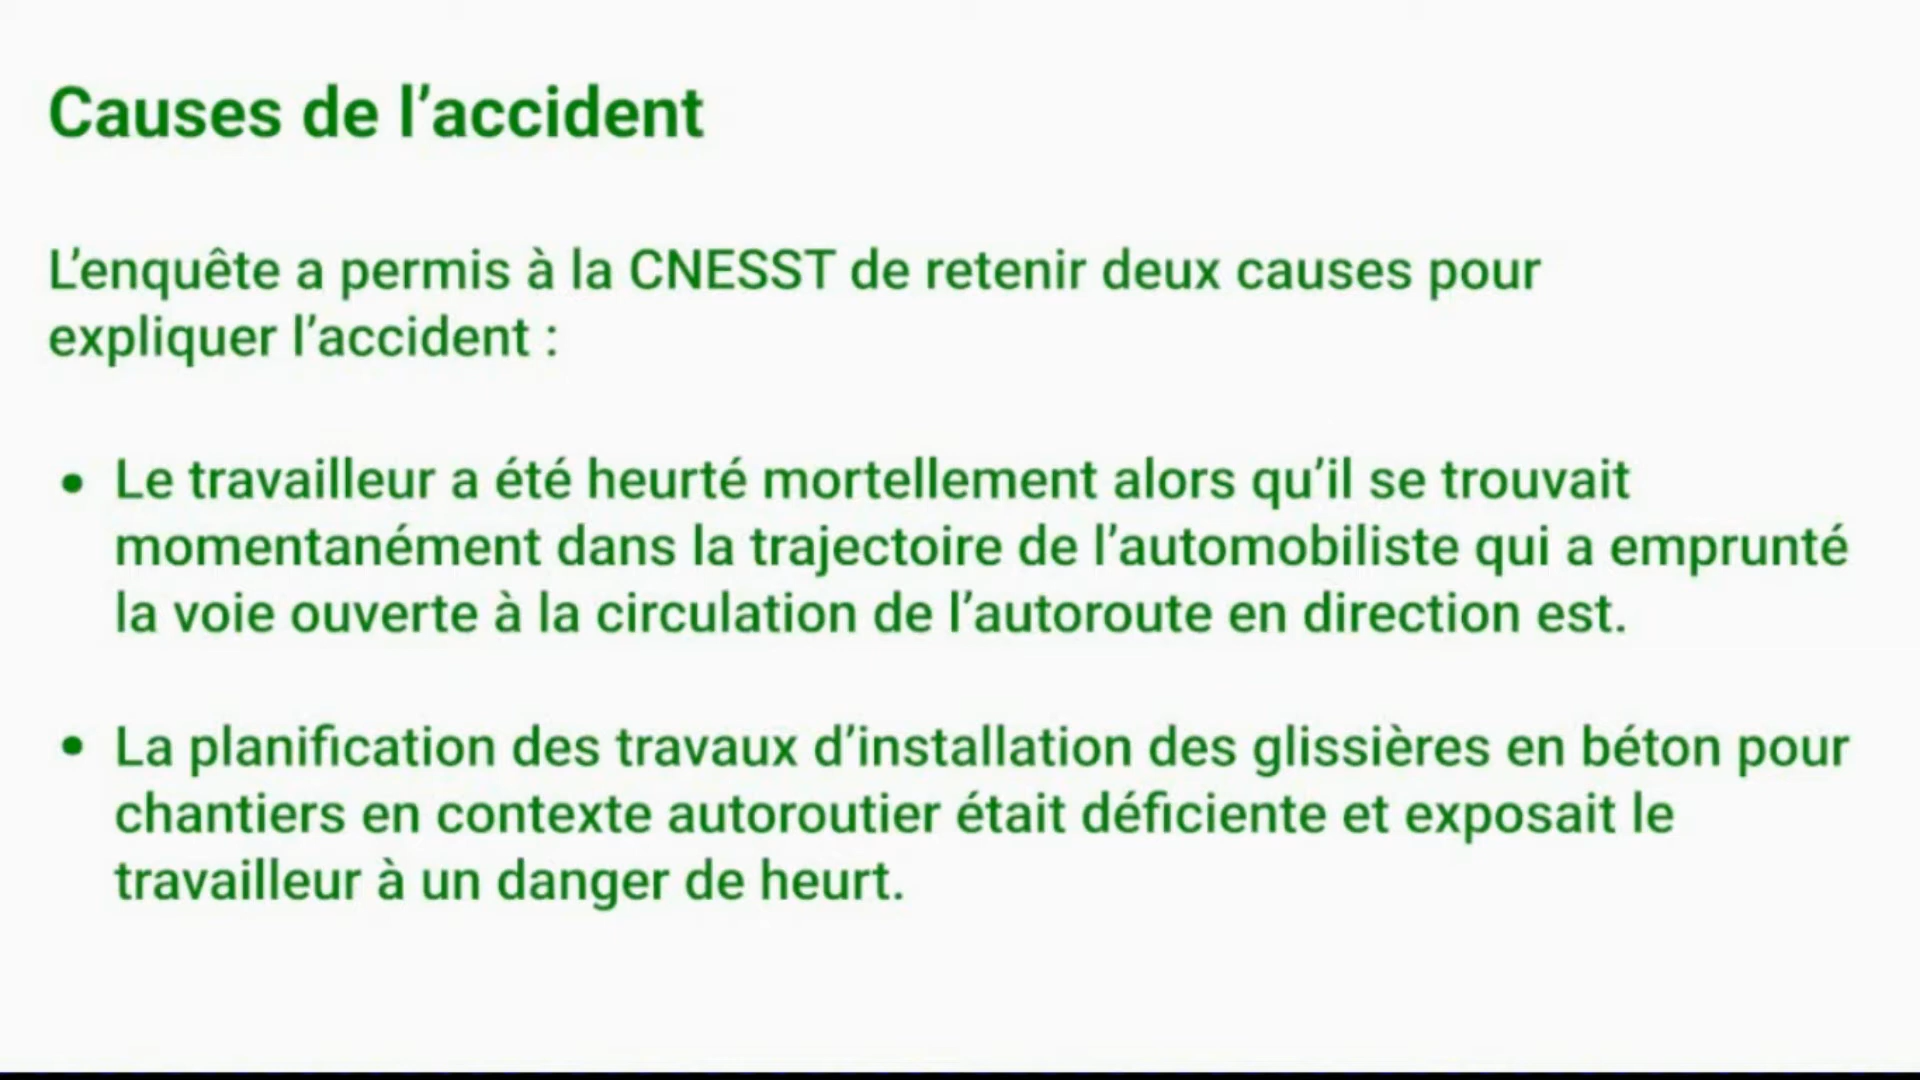 Causes de l’accident
L’enquête a permis à la CNESST de retenir deux causes pour
expliquer l’accident :
• Le travailleur a été heurté mortellement alors qu’il se trouvait
momentanément dans la trajectoire de l’automobiliste qui a emprunté
la voie ouverte à la circulation de l’autoroute en direction est.
• La planification des travaux d’installation des glissières en béton pour
chantiers en contexte autoroutier était déficiente et exposait le
travailleur à un danger de heurt.